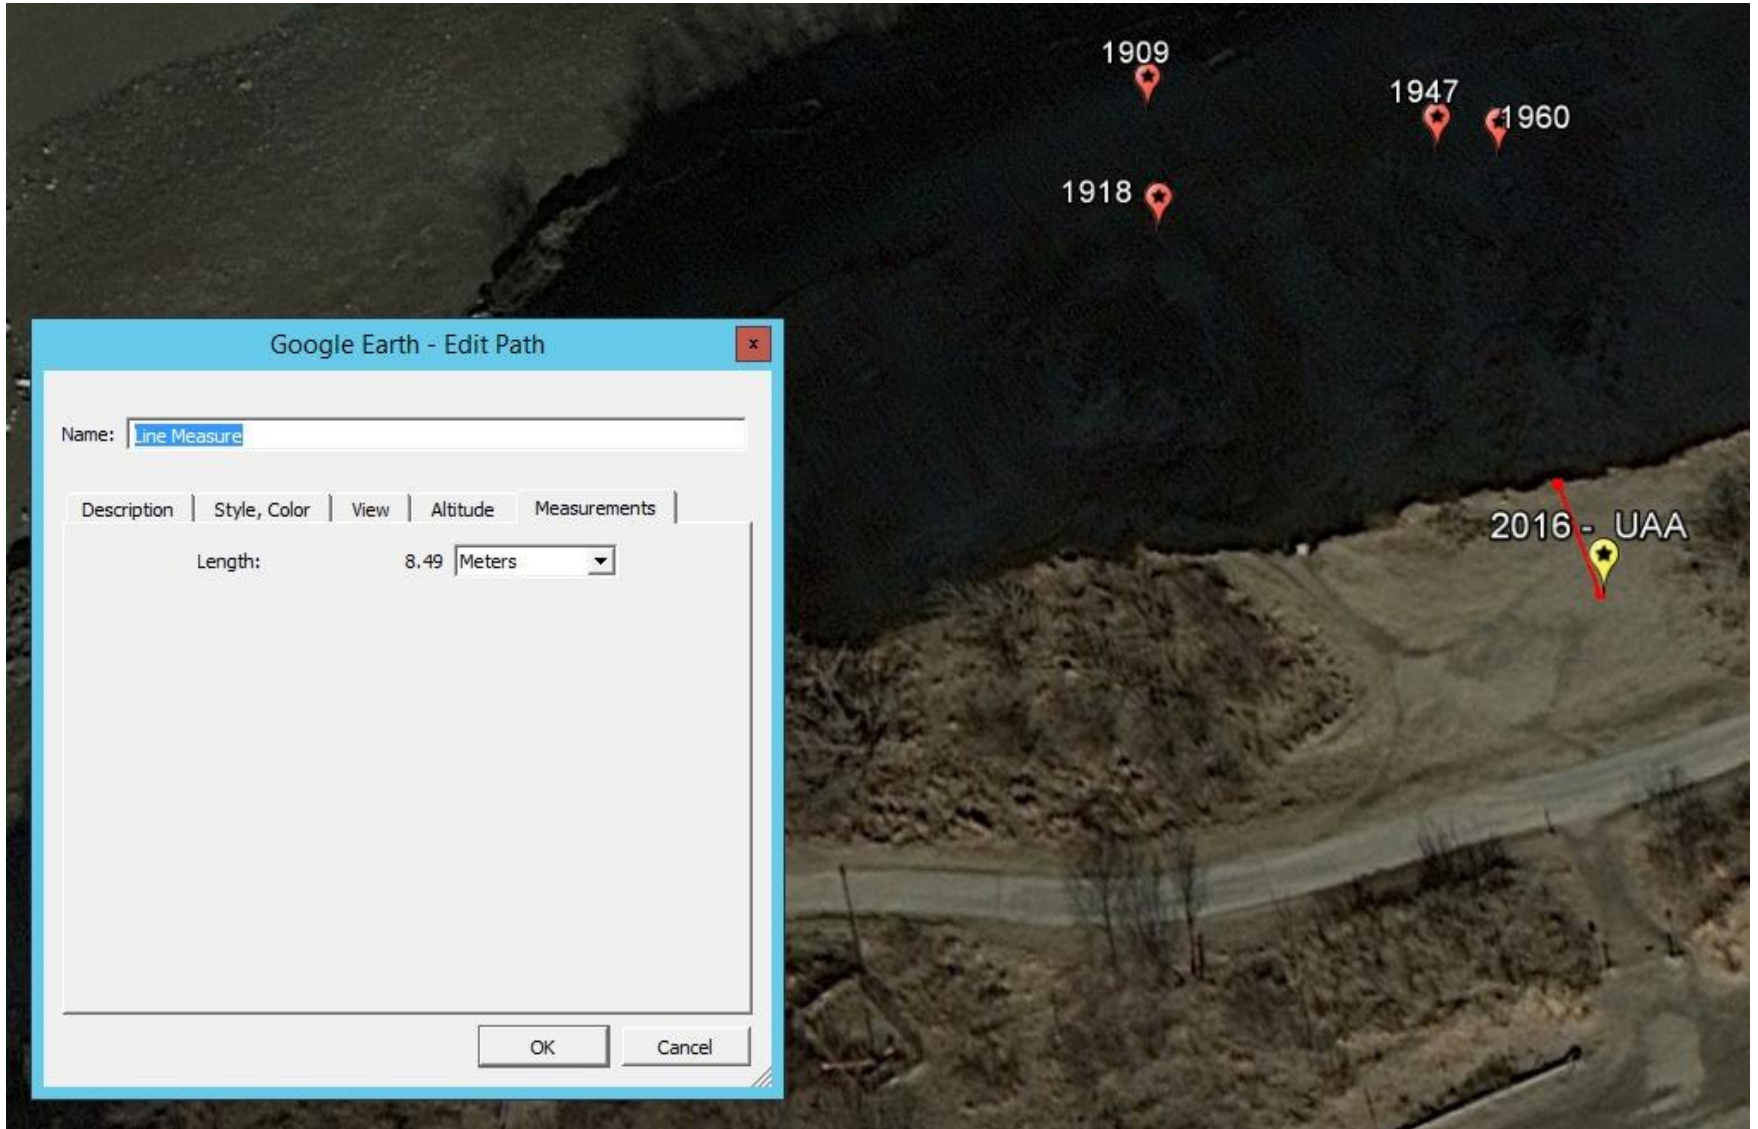 1909
1947
1960
1918
Google Earth - Edit Path
x
Name: Line Measure
Description Style, Color View Altitude Measurements
2016 - UAA
Length: 8.49 Meters
OK Cancel